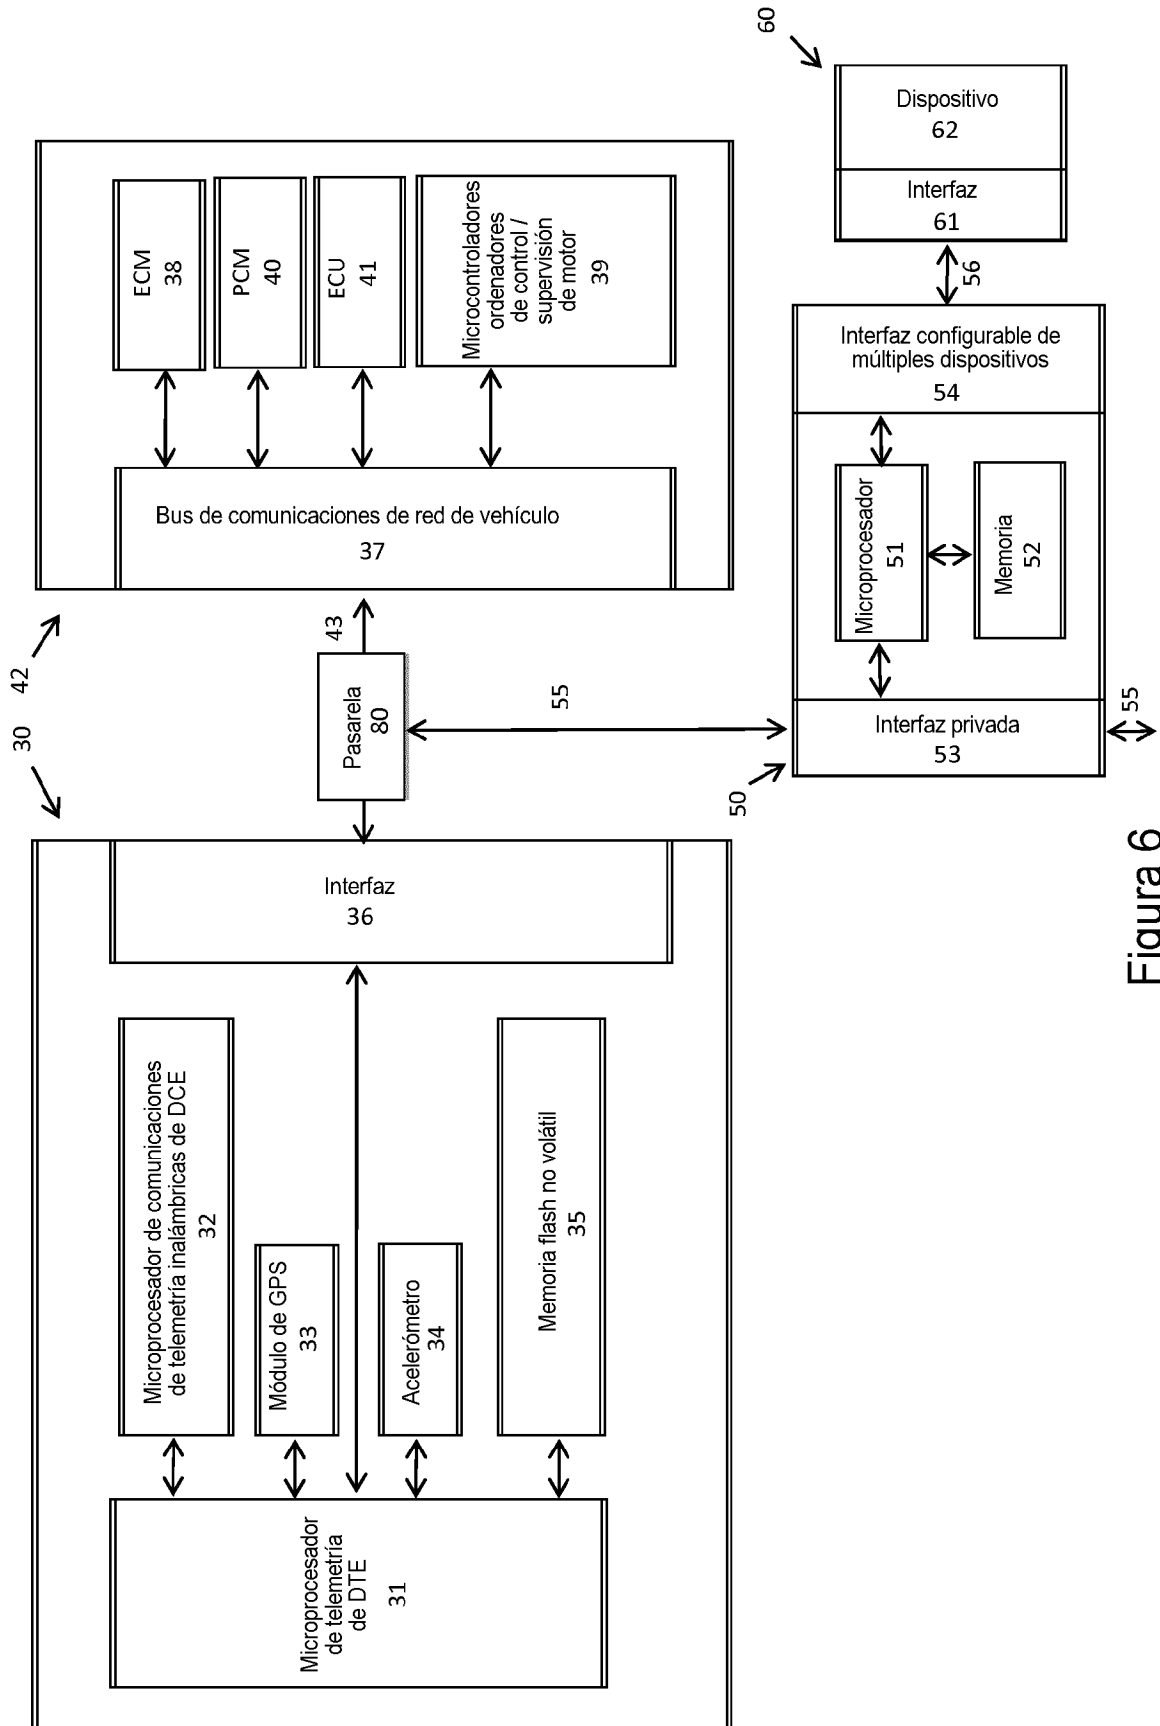 30
42
Microprocesador
de telemetría
de DTE
31
Microprocesador de comunicaciones
de telemetría inalámbricas de DCE
32
Módulo de GPS
33
Acelerómetro
34
Memoria flash no volátil
35
Interfaz
36
Pasarela
80
43
55
Bus de comunicaciones de red de vehículo
37
ECM
38
PCM
40
ECU
41
Microcontroladores
ordenadores
de control /
supervisión
de motor
39
50
Interfaz privada
53
55
Microprocesador
51
Memoria
52
Interfaz configurable de
múltiples dispositivos
54
56
60
Interfaz
61
Dispositivo
62
Figura 6